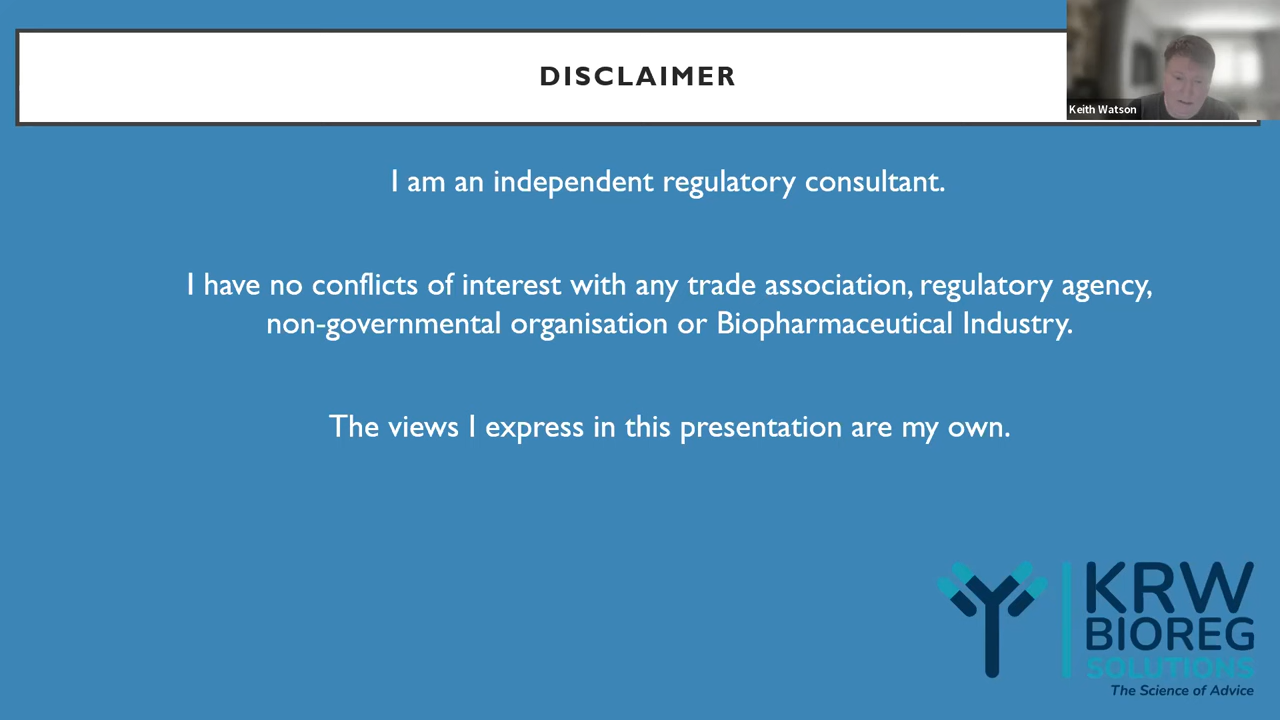 DISCLAIMER
Keith Watson
I am an independent regulatory consultant.
I have no conflicts of interest with any trade association, regulatory agency,
non-governmental organisation or Biopharmaceutical Industry.
The views I express in this presentation are my own.
KRW
BIOREG
SOLUTIONS
The Science of Advice